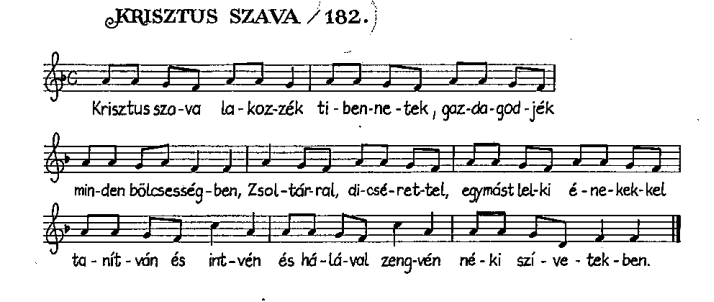 KRISZTUS SZAVA / 182.
Krisztus sza-va la-koz-zék ti-ben-ne-tek, gaz-da-god-jék
min-den bölcsesség-ben, Zsol-tár-ral, di-csé-ret-tel, egymást lel-ki é-ne-kek-kel
ta-nít-ván és int-vén és há-lá-val zeng-vén né-ki szí-ve-tek-ben.